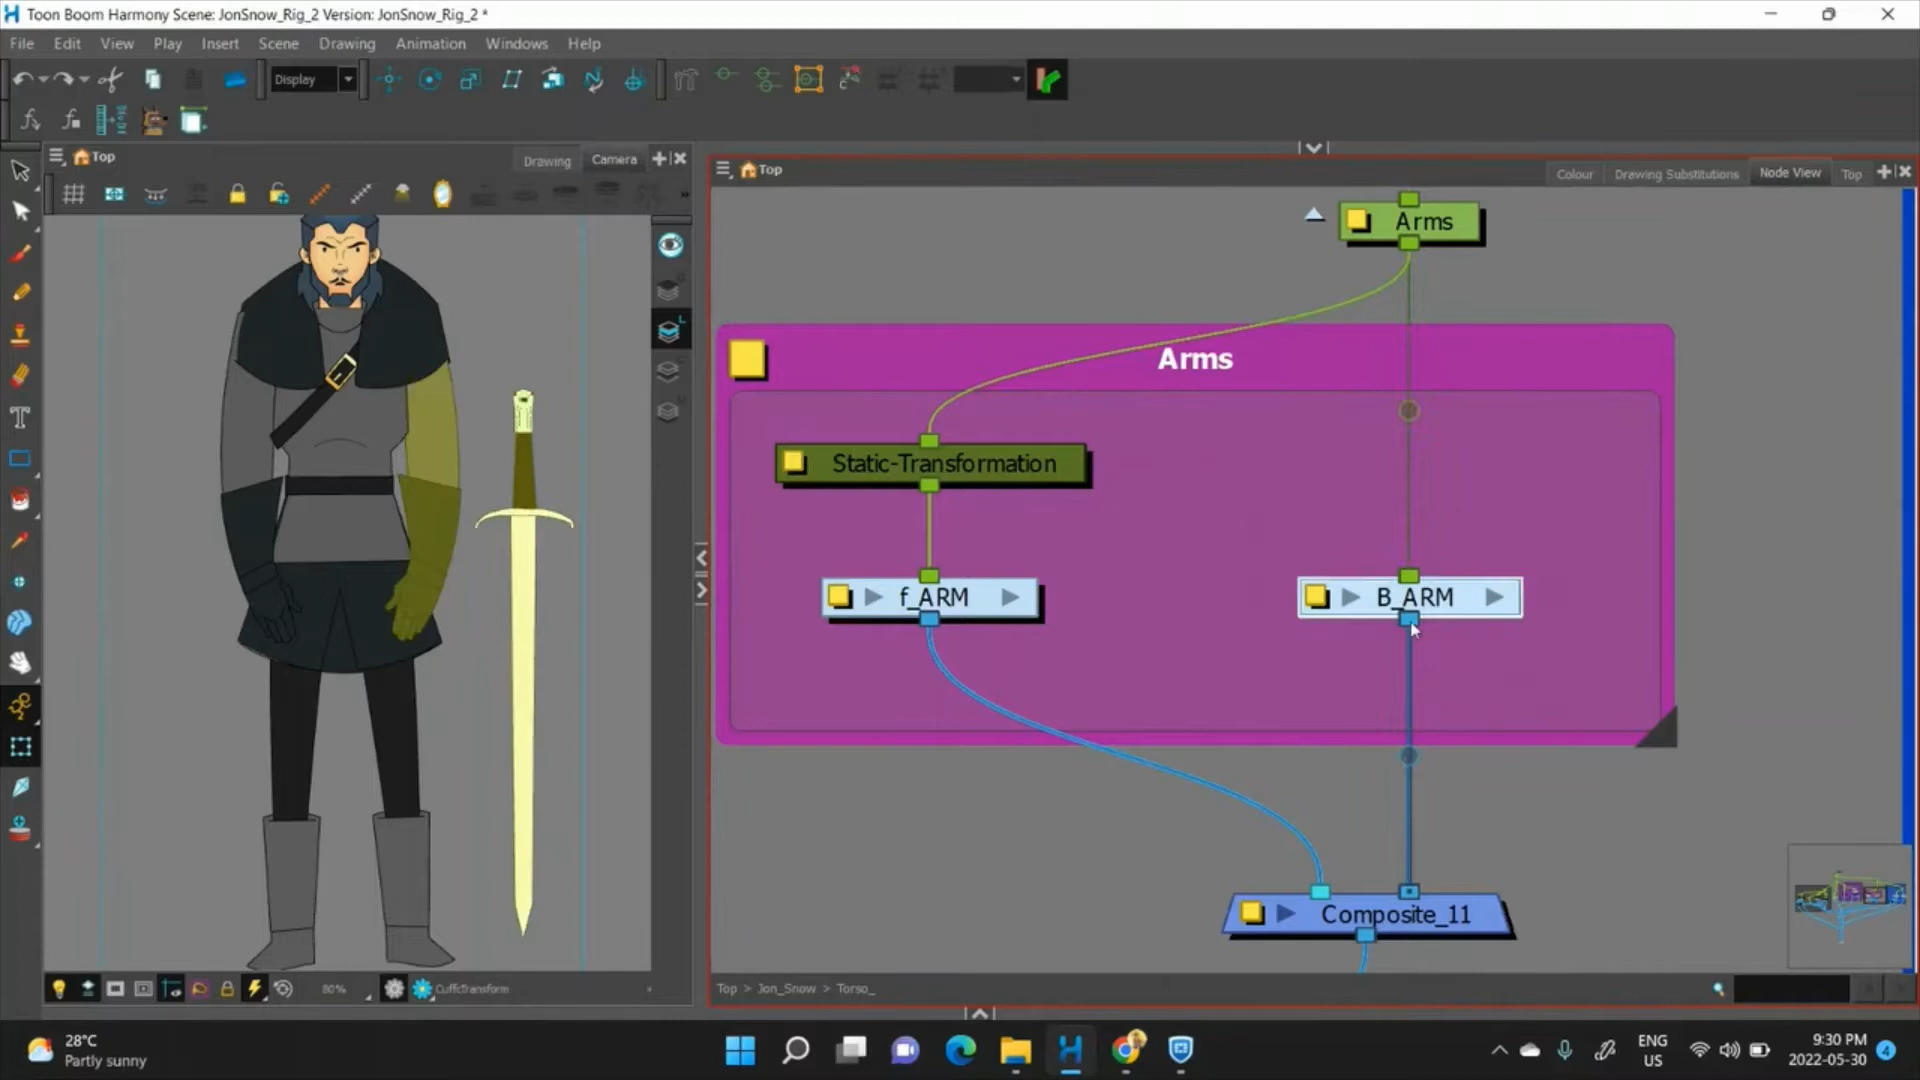 Toon Boom Harmony Scene: JonSnow_Rig_2 Version: JonSnow_Rig_2 *
File Edit View Play Insert Scene Drawing Animation Windows Help
Display
Top
Drawing
Camera
Top
Colour
Drawing Substitutions
Node View
Top
Arms
Arms
Static-Transformation
f_ARM
B_ARM
Composite_11
80%
Top > Jon_Snow > Torso_
28°C
Partly sunny
ENG
US
9:30 PM
2022-05-30
4